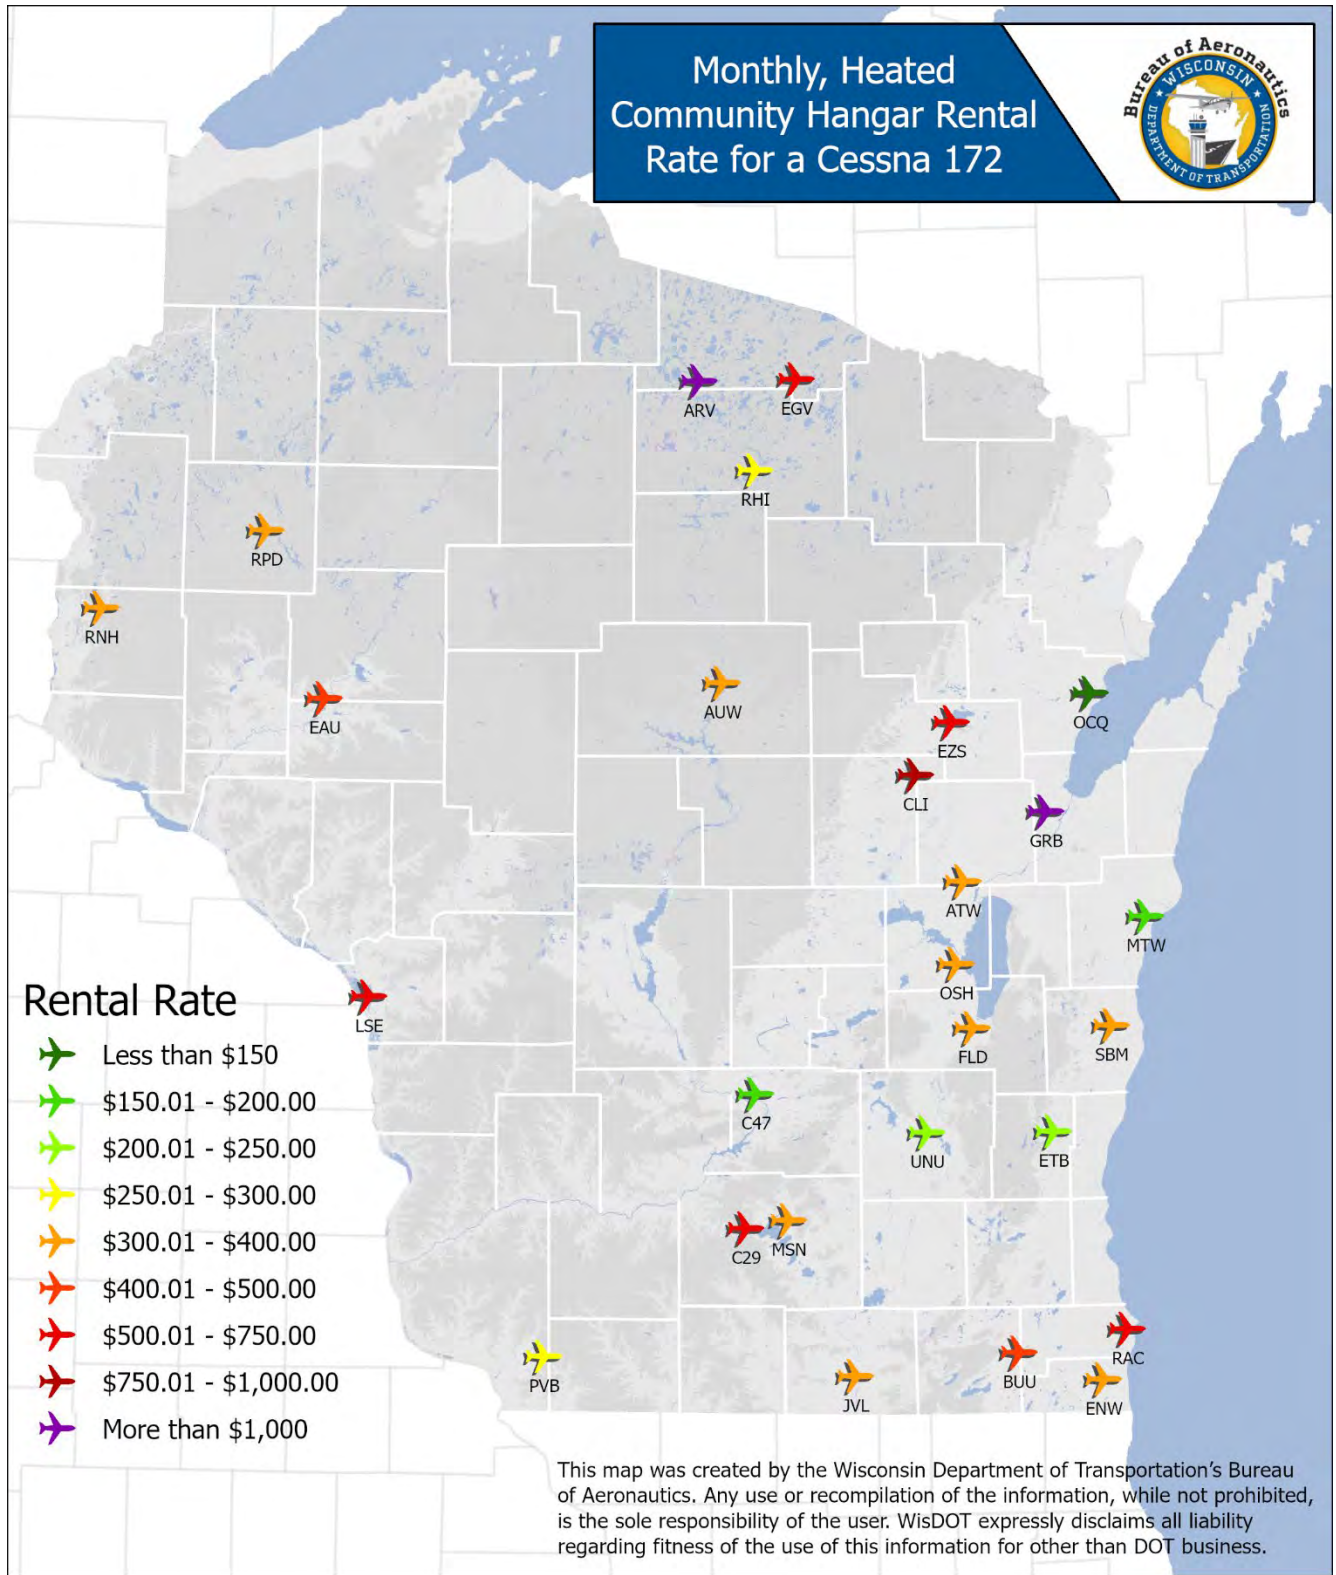 Monthly, Heated
Community Hangar Rental
Rate for a Cessna 172
Bureau of Aeronautics
WISCONSIN
DEPARTMENT OF TRANSPORTATION
ARV
EGV
RHI
RPD
RNH
EAU
AUW
OCQ
EZS
CLI
GRB
ATW
MTW
OSH
LSE
FLD
SBM
C47
UNU
ETB
C29
MSN
PVB
JVL
BUU
RAC
ENW
Rental Rate
Less than $150
$150.01 - $200.00
$200.01 - $250.00
$250.01 - $300.00
$300.01 - $400.00
$400.01 - $500.00
$500.01 - $750.00
$750.01 - $1,000.00
More than $1,000
This map was created by the Wisconsin Department of Transportation's Bureau
of Aeronautics. Any use or recompilation of the information, while not prohibited,
is the sole responsibility of the user. WisDOT expressly disclaims all liability
regarding fitness of the use of this information for other than DOT business.